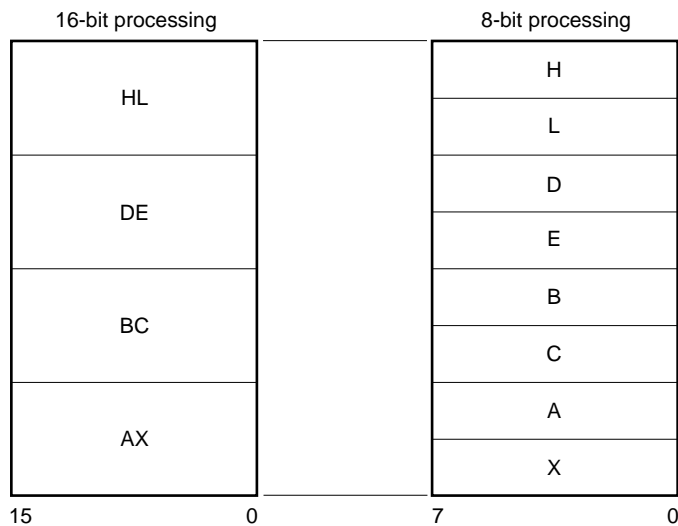 16-bit processing
8-bit processing
HL
H
L
DE
D
E
BC
B
C
AX
A
X
15 0 7 0